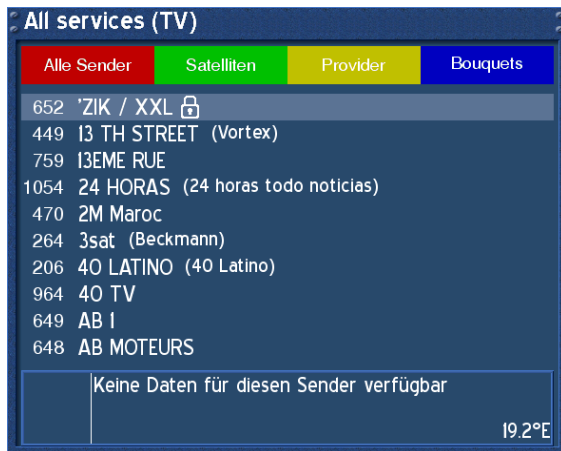 All services (TV)
Alle Sender Satelliten Provider Bouquets
652 'ZIK / XXL
449 13 TH STREET (Vortex)
759 13EME RUE
1054 24 HORAS (24 horas todo noticias)
470 2M Maroc
264 3sat (Beckmann)
206 40 LATINO (40 Latino)
964 40 TV
649 AB 1
648 AB MOTEURS
Keine Daten für diesen Sender verfügbar
19.2°E